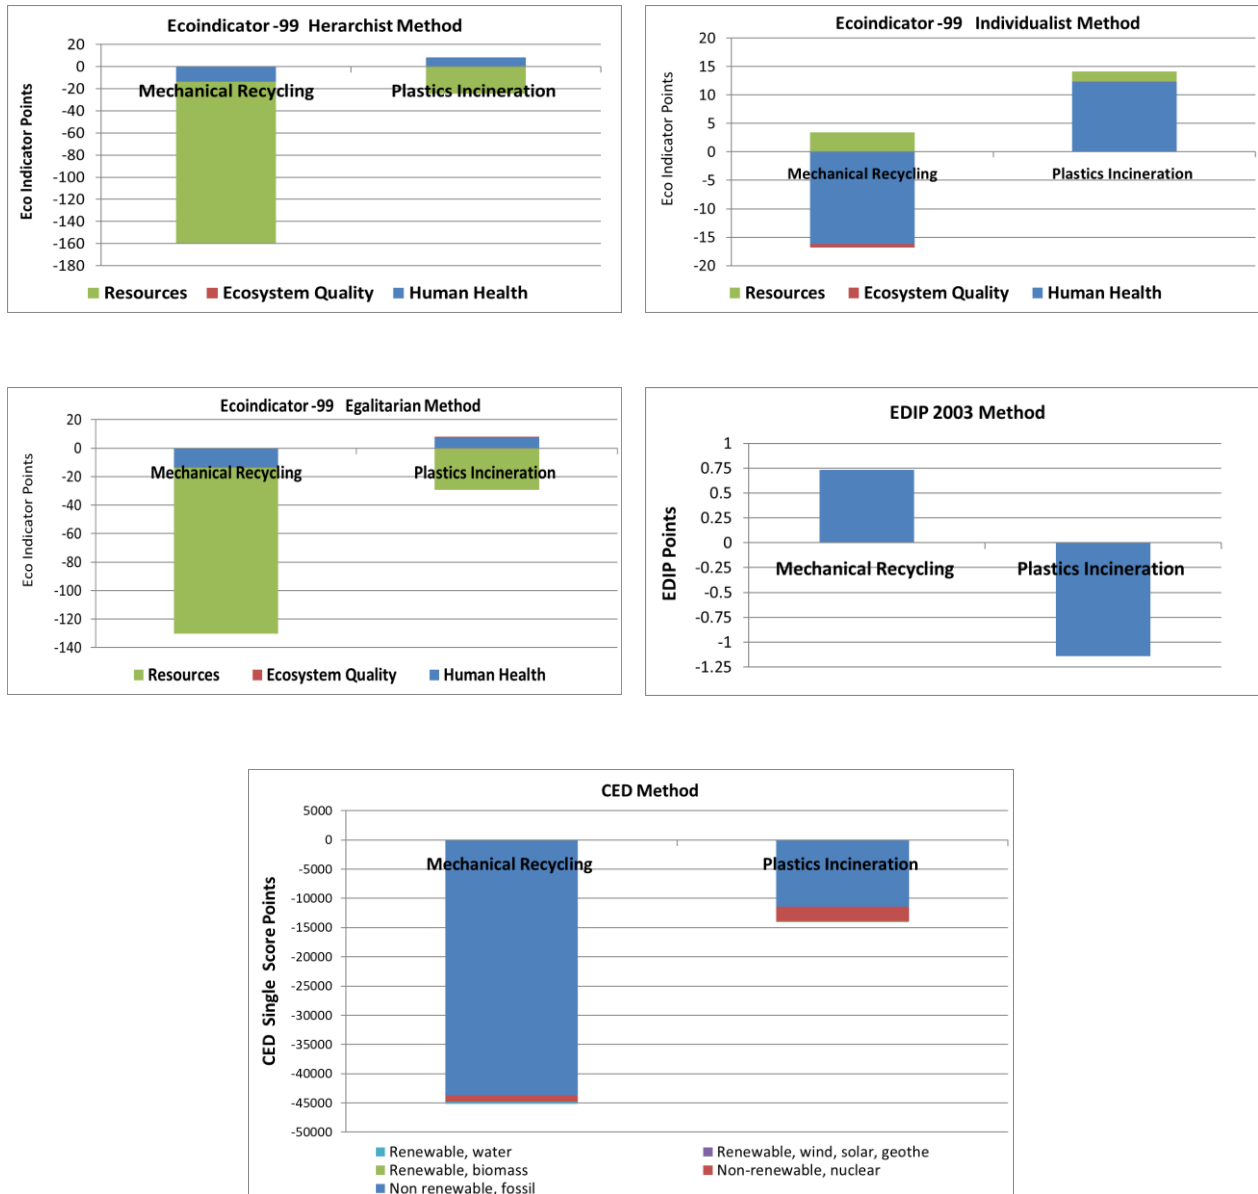 Ecoindicator -99 Herarchist Method
Eco Indicator Points
20
0
-20
-40
-60
-80
-100
-120
-140
-160
-180
Mechanical Recycling
Plastics Incineration
Resources Ecosystem Quality Human Health
Ecoindicator -99 Individualist Method
Eco Indicator Points
20
15
10
5
0
-5
-10
-15
-20
Mechanical Recycling
Plastics Incineration
Resources Ecosystem Quality Human Health
Ecoindicator -99 Egalitarian Method
Eco Indicator Points
20
0
-20
-40
-60
-80
-100
-120
-140
Mechanical Recycling
Plastics Incineration
Resources Ecosystem Quality Human Health
EDIP 2003 Method
EDIP Points
1
0.75
0.5
0.25
0
-0.25
-0.5
-0.75
-1
-1.25
Mechanical Recycling
Plastics Incineration
CED Method
CED Single Score Points
5000
0
-5000
-10000
-15000
-20000
-25000
-30000
-35000
-40000
-45000
-50000
Mechanical Recycling
Plastics Incineration
Renewable, water
Renewable, wind, solar, geothe
Renewable, biomass
Non-renewable, nuclear
Non renewable, fossil